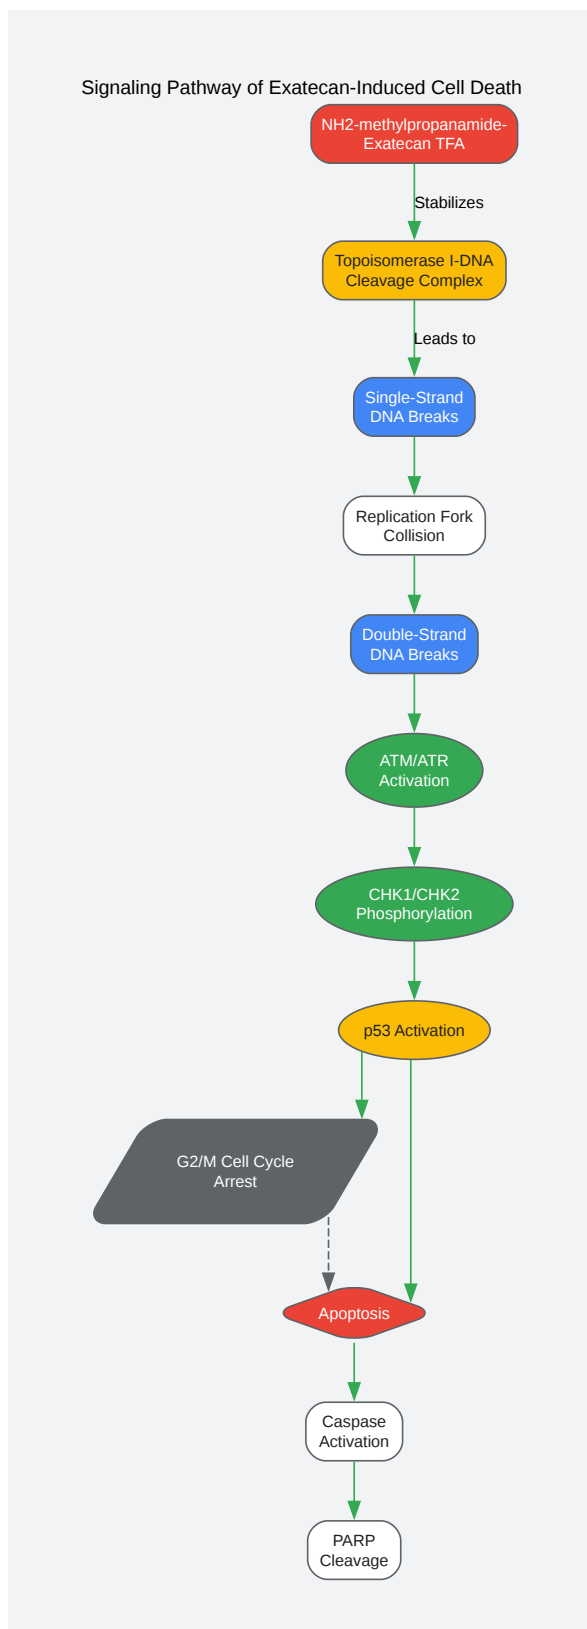 Signaling Pathway of Exatecan-Induced Cell Death
NH2-methylpropanamide-
Exatecan TFA
Stabilizes
Topoisomerase I-DNA
Cleavage Complex
Leads to
Single-Strand
DNA Breaks
Replication Fork
Collision
Double-Strand
DNA Breaks
ATM/ATR
Activation
CHK1/CHK2
Phosphorylation
p53 Activation
G2/M Cell Cycle
Arrest
Apoptosis
Caspase
Activation
PARP
Cleavage